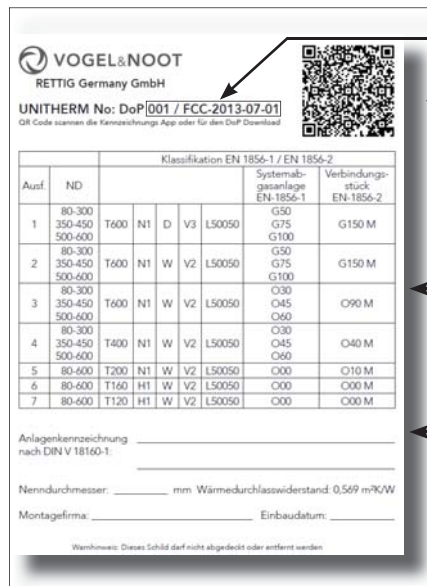 VOGEL&NOOT
RETTIG Germany GmbH
UNITHERM No: DoP 001 / FCC-2013-07-01
QR Code scannen die Kennzeichnungs App oder für den DoP Download
Klassifikation EN 1856-1 / EN 1856-2
Ausf. ND Systemab-gasanlage EN-1856-1 Verbindungs-stück EN-1856-2
1 80-300 350-450 500-600 T600 N1 D V3 L50050 G50 G75 G100 G150 M
2 80-300 350-450 500-600 T600 N1 W V2 L50050 G50 G75 G100 G150 M
3 80-300 350-450 500-600 T600 N1 W V2 L50050 O30 O45 O60 O90 M
4 80-300 350-450 500-600 T400 N1 W V2 L50050 O30 O45 O60 O40 M
5 80-600 T200 N1 W V2 L50050 O00 O10 M
6 80-600 T160 H1 W V2 L50050 O00 O00 M
7 80-600 T120 H1 W V2 L50050 O00 O00 M
Anlagenkennzeichnung
nach DIN V 18160-1:
Nenndurchmesser: mm Wärmedurchlasswiderstand: 0,569 m²K/W
Montagefirma: Einbaudatum:
Warnhinweis: Dieses Schild darf nicht abgedeckt oder entfernt werden